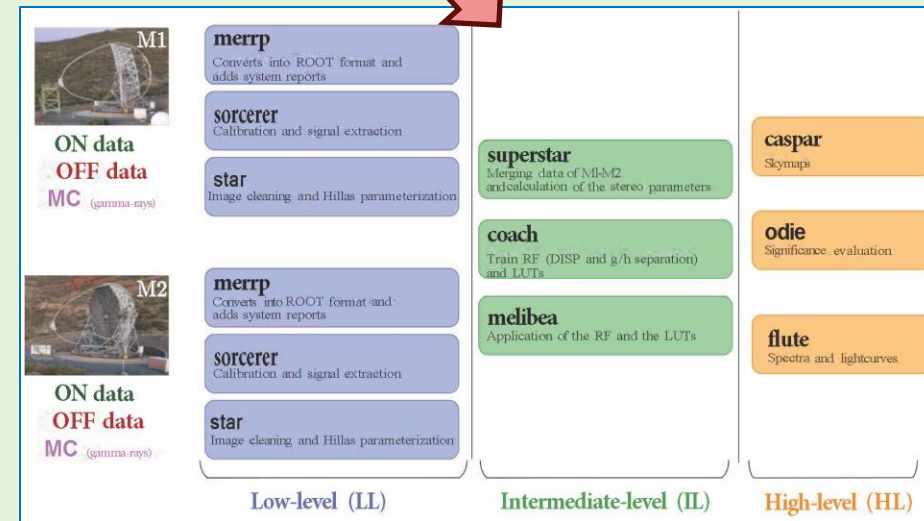 M1
ON data
OFF data
MC (gamma-rays)
M2
ON data
OFF data
MC (gamma-rays)
merrp
Converts into ROOT format and
adds system reports
sorcerer
Calibration and signal extraction
star
Image cleaning and Hillas parameterization
merrp
Converts into ROOT format and
adds system reports
sorcerer
Calibration and signal extraction
star
Image cleaning and Hillas parameterization
Low-level (LL)
superstar
Merging data of M1-M2
and calculation of the stereo parameters
coach
Train RF (DISP and g/h separation)
and LUTs
melibea
Application of the RF and the LUTs
Intermediate-level (IL)
caspar
Skymaps
odie
Significance evaluation
flute
Spectra and lightcurves
High-level (HL)